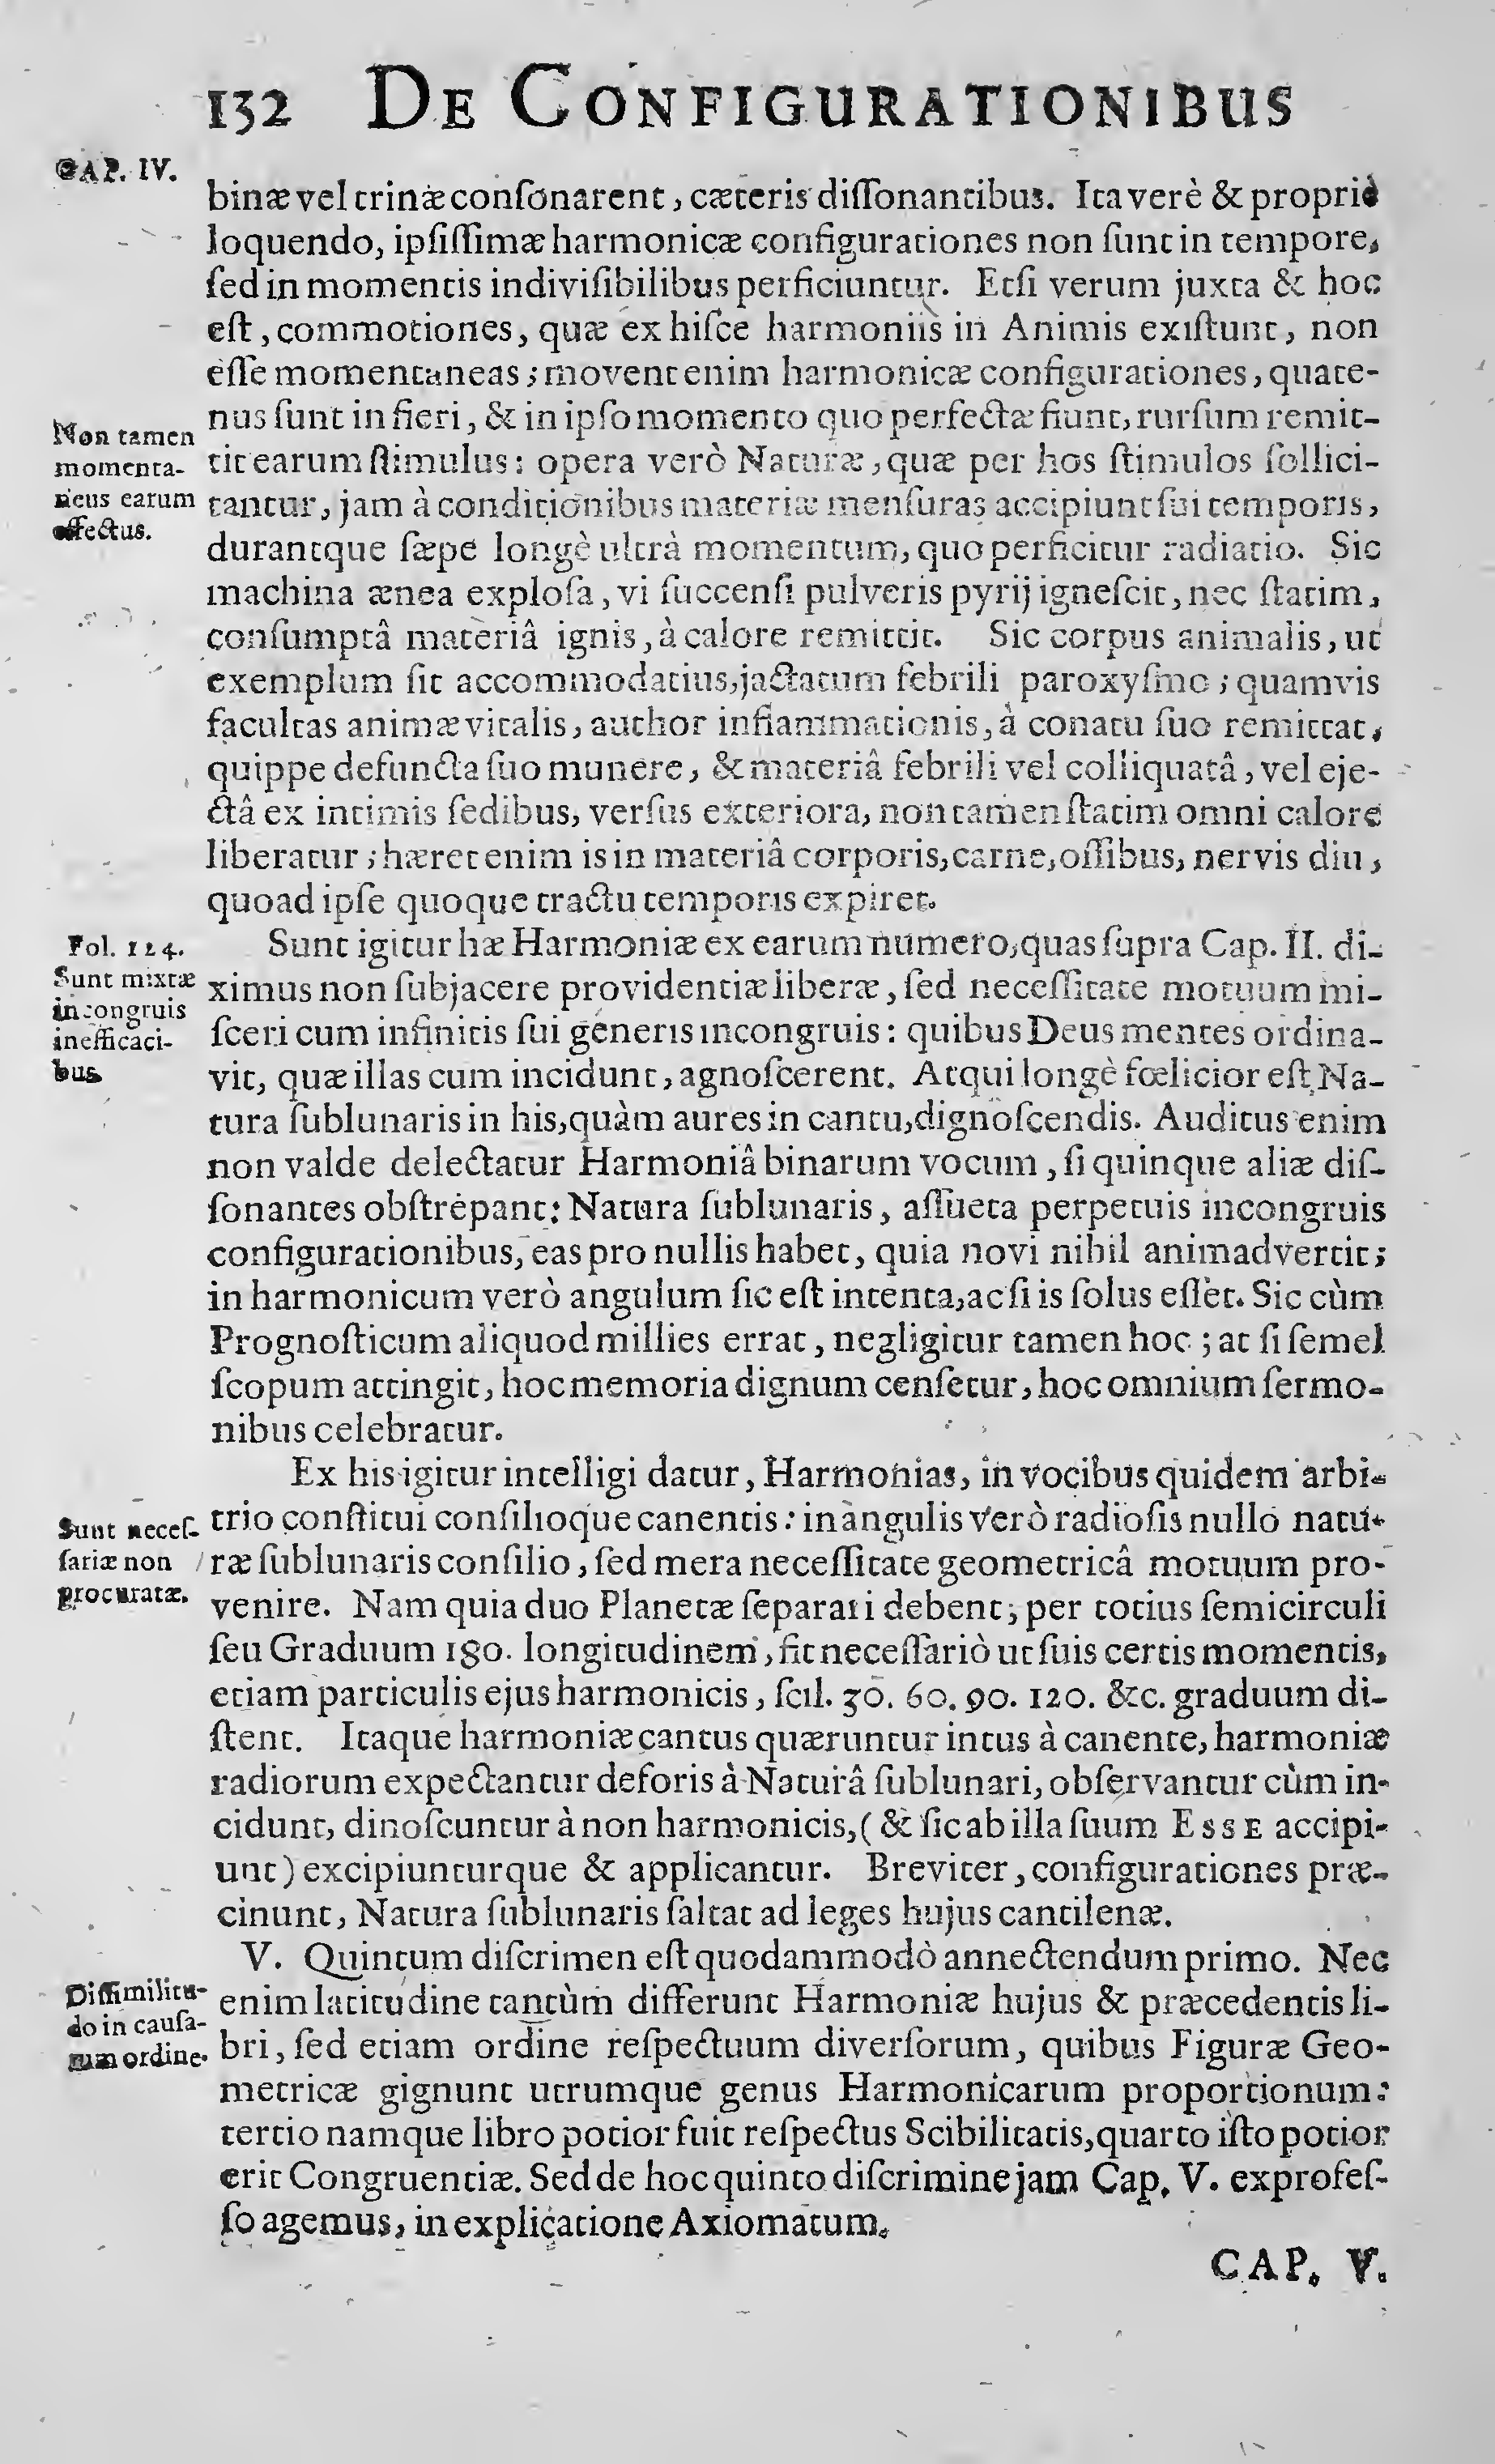 132 DE CONFIGURATIONIBUS
CAP. IV.
binæ vel trinæ conſonarent, cæteris diſſonantibus. Ita verè & propriè
loquendo, ipſiſſimæ harmonicæ configurationes non ſunt in tempore,
ſed in momentis indiviſibilibus perficiuntur. Etſi verum juxta & hoc
eſt, commotiones, quæ ex hiſce harmoniis in Animis exiſtunt, non
eſſe momentaneas; movent enim harmonicæ configurationes, quate-
nus ſunt in fieri, & in ipſo momento quo perfectæ fiunt, rurſum remit-
Non tamen
momenta-
neus earum
effectus.
tit earum ſtimulus: opera verò Naturæ, quæ per hos ſtimulos ſollici-
tantur, jam à conditionibus materiæ menſuras accipiunt ſui temporis,
durantque ſæpe longè ultrà momentum, quo perficitur radiatio. Sic
machina ænea exploſa, vi ſuccenſi pulveris pyrij igneſcit, nec ſtatim,
conſumptâ materiâ ignis, à calore remittit. Sic corpus animalis, ut
exemplum ſit accommodatius, jactatum febrili paroxyſmo; quamvis
facultas animæ vitalis, author inflammationis, à conatu ſuo remittat,
quippe defuncta ſuo munere, & materiâ febrili vel colliquatâ, vel eje-
ctâ ex intimis ſedibus, verſus exteriora, non tamen ſtatim omni calore
liberatur; hæret enim is in materiâ corporis, carne, oſſibus, nervis diu,
quoad ipſe quoque tractu temporis expiret.
Fol. 124.
Sunt mixtæ
incongruis
inefficaci-
bus.
Sunt igitur hæ Harmoniæ ex earum numero, quas ſupra Cap. II. di-
ximus non ſubjacere providentiæ liberæ, ſed neceſſitate motuum mi-
ſceri cum infinitis ſui generis incongruis: quibus Deus mentes ordina-
vit, quæ illas cum incidunt, agnoſcerent. Atqui longè fœlicior eſt Na-
tura ſublunaris in his, quàm aures in cantu, dignoſcendis. Auditus enim
non valde delectatur Harmoniâ binarum vocum, ſi quinque aliæ diſ-
ſonantes obſtrepant: Natura ſublunaris, aſſueta perpetuis incongruis
configurationibus, eas pro nullis habet, quia novi nihil animadvertit;
in harmonicum verò angulum ſic eſt intenta, ac ſi is ſolus eſſet. Sic cùm
Prognoſticum aliquod millies errat, negligitur tamen hoc; at ſi ſemel
ſcopum attingit, hoc memoria dignum cenſetur, hoc omnium ſermo-
nibus celebratur.
Ex his igitur intelligi datur, Harmonias, in vocibus quidem arbi-
Sunt neceſ-
ſariæ non
procuratæ.
trio conſtitui conſilioque canentis: in angulis verò radioſis nullo natu-
ræ ſublunaris conſilio, ſed mera neceſſitate geometricâ motuum pro-
venire. Nam quia duo Planetæ ſeparari debent, per totius ſemicirculi
ſeu Graduum 180. longitudinem, fit neceſſariò ut ſuis certis momentis,
etiam particulis ejus harmonicis, ſcil. 30. 60. 90. 120. &c. graduum di-
ſtent. Itaque harmoniæ cantus quæruntur intus à canente, harmoniæ
radiorum expectantur deforis à Naturâ ſublunari, obſervantur cùm in-
cidunt, dinoſcuntur à non harmonicis, (& ſic ab illa ſuum ESSE accipi-
unt) excipiunturque & applicantur. Breviter, configurationes præ-
cinunt, Natura ſublunaris ſaltat ad leges hujus cantilenæ.
V. Quintum diſcrimen eſt quodammodò annectendum primo. Nec
Diſſimilitu-
do in cauſa-
rum ordine.
enim latitudine tantùm differunt Harmoniæ hujus & præcedentis li-
bri, ſed etiam ordine reſpectuum diverſorum, quibus Figuræ Geo-
metricæ gignunt utrumque genus Harmonicarum proportionum:
tertio namque libro potior fuit reſpectus Scibilitatis, quarto iſto potior
erit Congruentiæ. Sed de hoc quinto diſcrimine jam Cap. V. exprofeſ-
ſo agemus, in explicatione Axiomatum.
CAP. V.